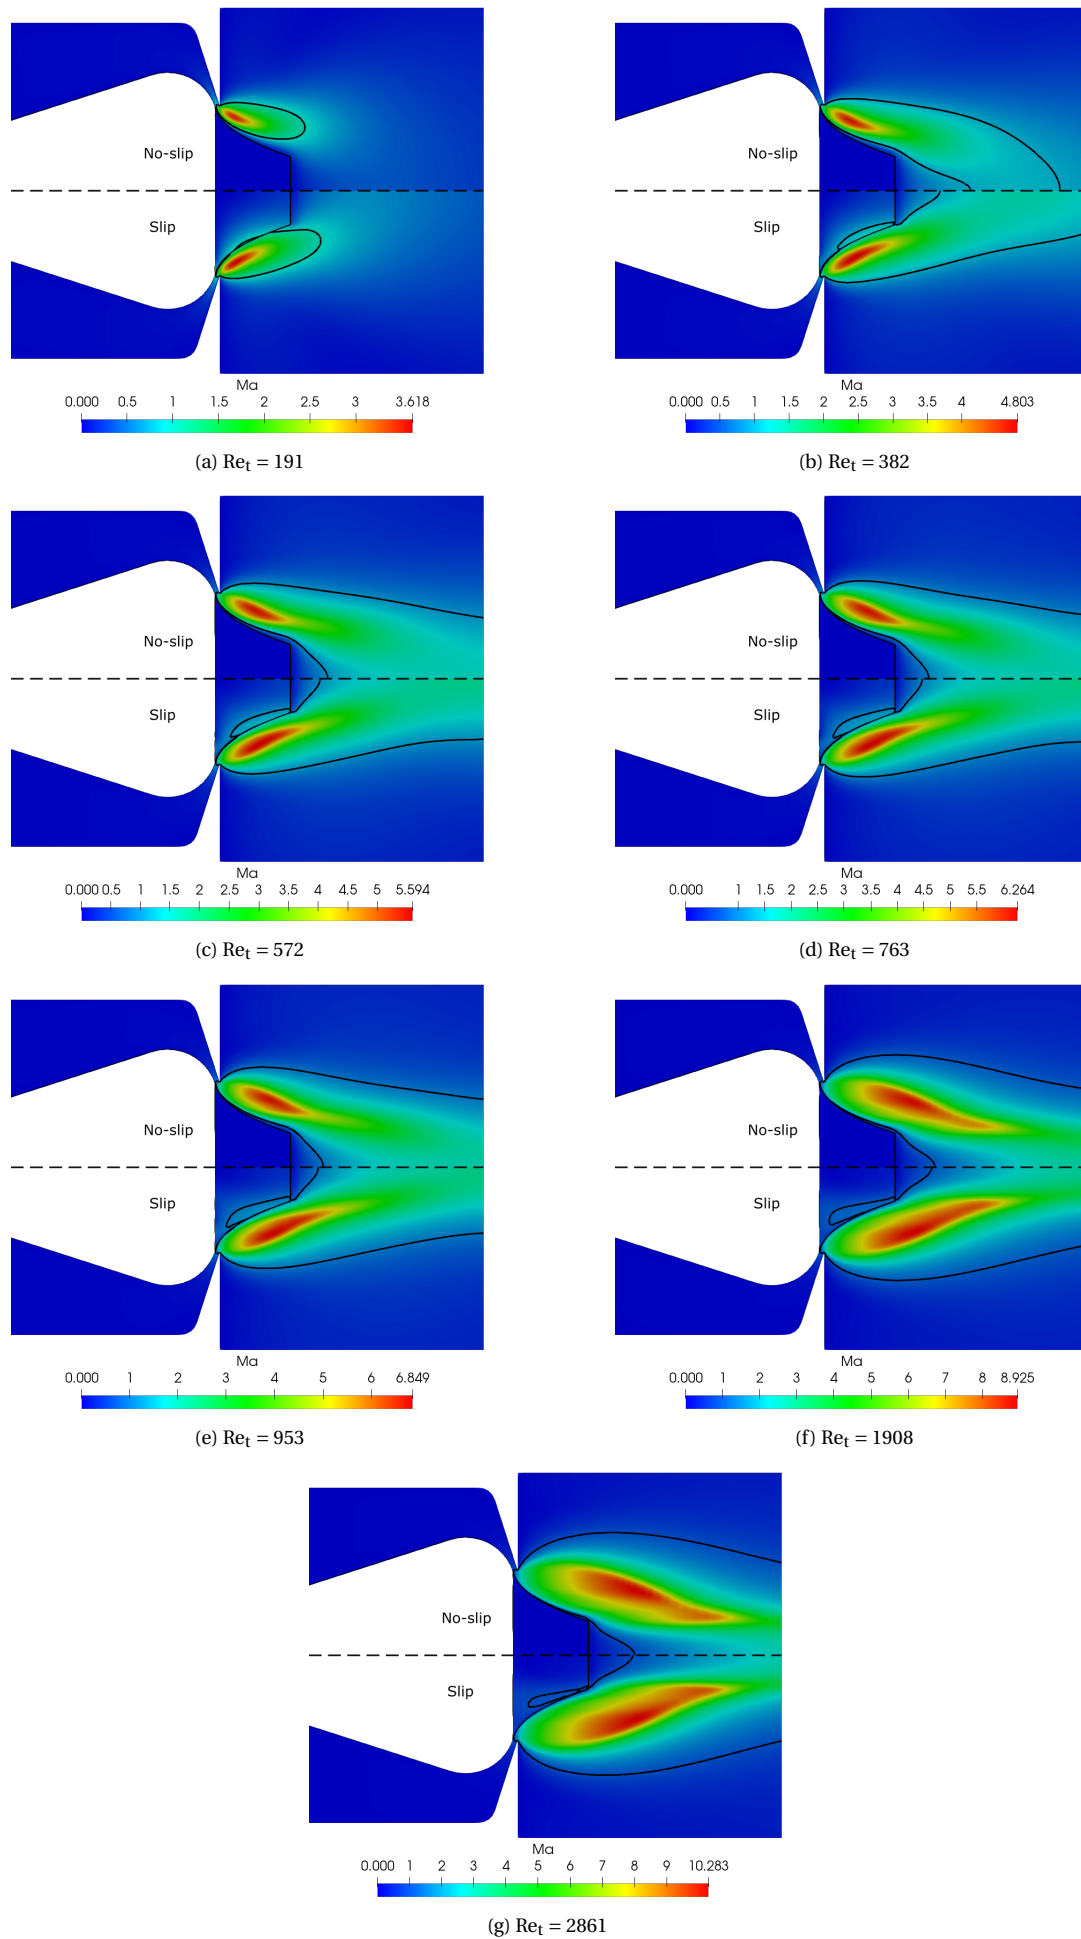 No-slip
No-slip
Slip
Slip
Ma
Ma
0.000 0.5 1 1.5 2 2.5 3 3.618
0.000 0.5 1 1.5 2 2.5 3 3.5 4 4.803
(a) Reₜ = 191
(b) Reₜ = 382
No-slip
No-slip
Slip
Slip
Ma
Ma
0.000 0.5 1 1.5 2 2.5 3 3.5 4 4.5 5 5.594
0.000 1 1.5 2 2.5 3 3.5 4 4.5 5 5.5 6.264
(c) Reₜ = 572
(d) Reₜ = 763
No-slip
No-slip
Slip
Slip
Ma
Ma
0.000 1 2 3 4 5 6 6.849
0.000 1 2 3 4 5 6 7 8 8.925
(e) Reₜ = 953
(f) Reₜ = 1908
No-slip
Slip
Ma
0.000 1 2 3 4 5 6 7 8 9 10.283
(g) Reₜ = 2861